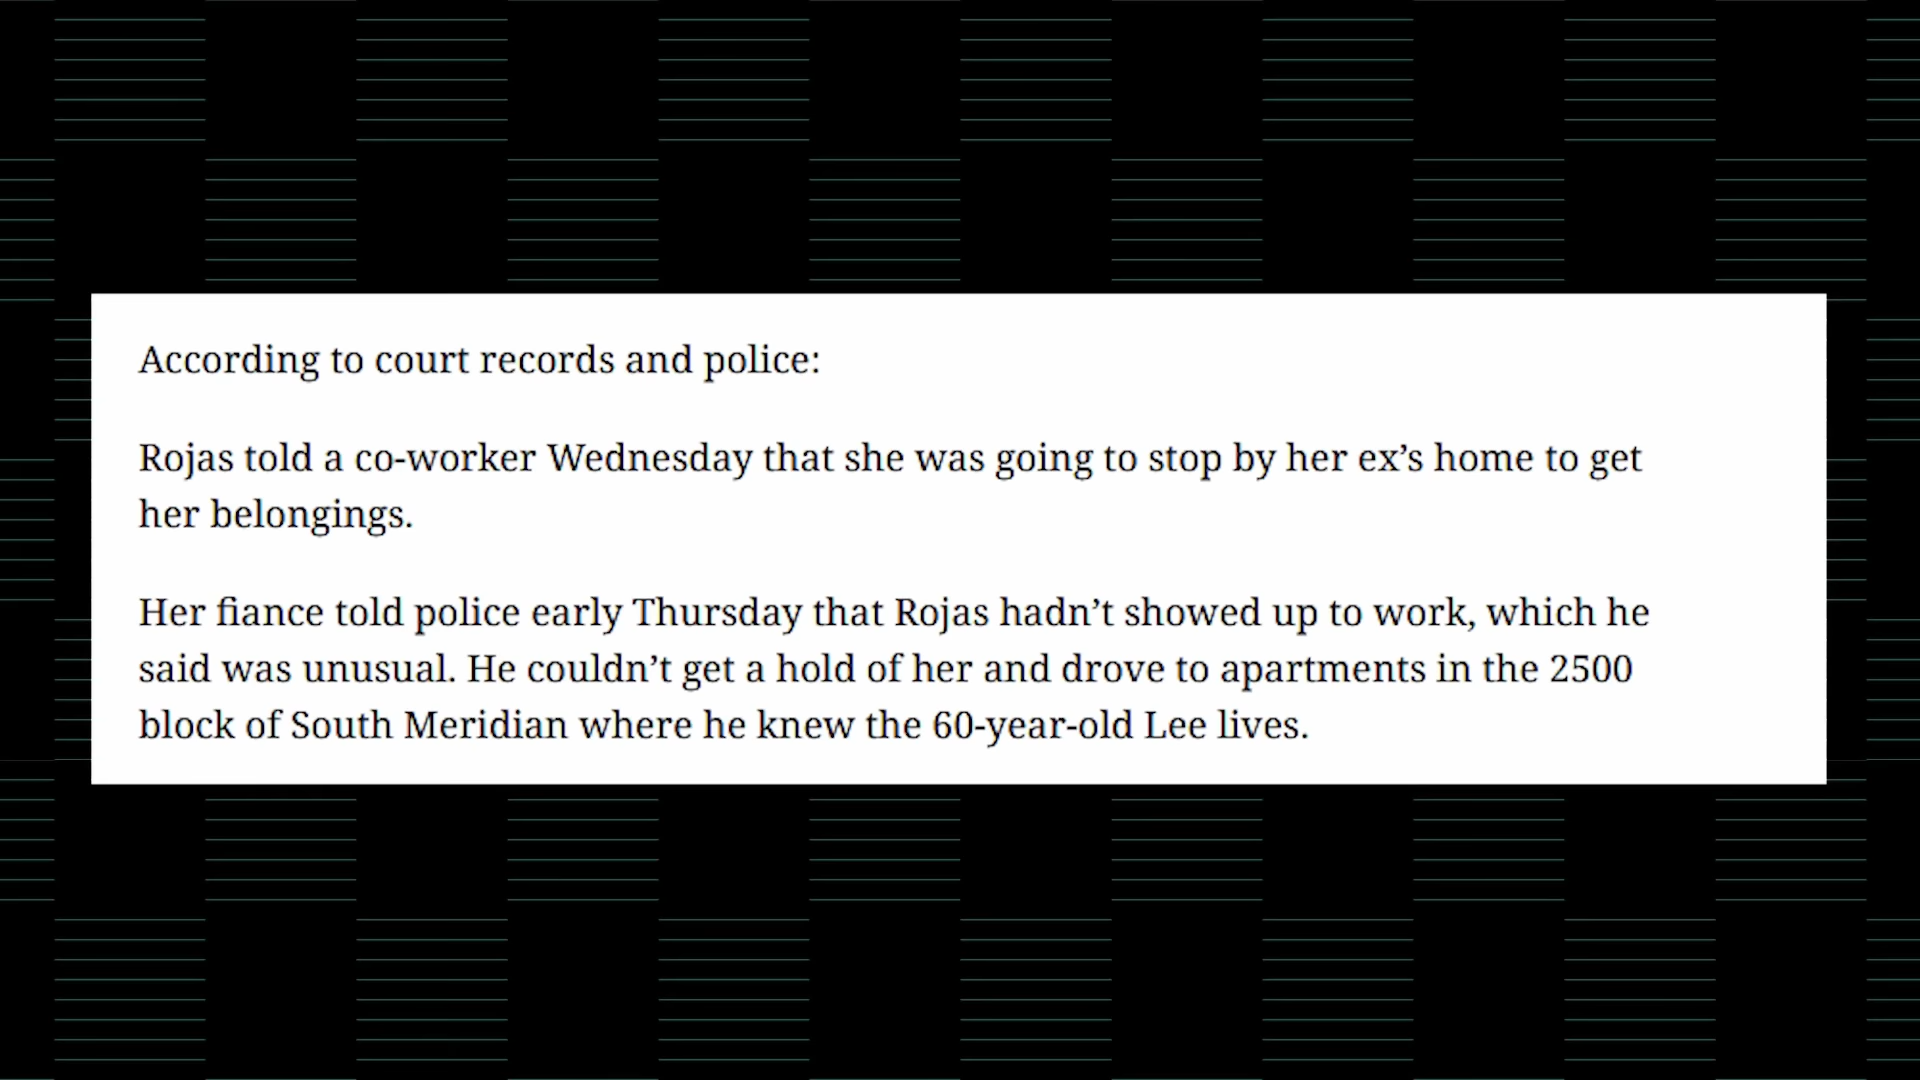 According to court records and police:
Rojas told a co-worker Wednesday that she was going to stop by her ex’s home to get
her belongings.
Her fiance told police early Thursday that Rojas hadn’t showed up to work, which he
said was unusual. He couldn’t get a hold of her and drove to apartments in the 2500
block of South Meridian where he knew the 60-year-old Lee lives.